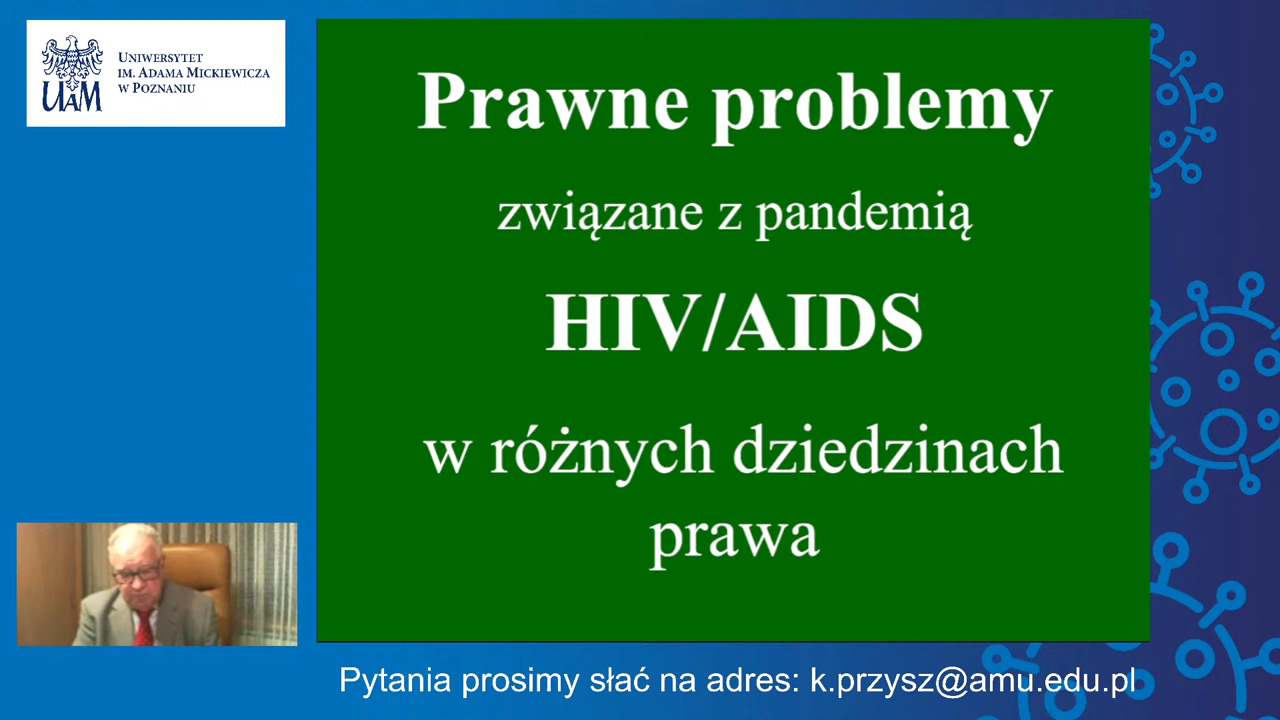 UNIWERSYTET
IM. ADAMA MICKIEWICZA
W POZNANIU
UAM
Prawne problemy
związane z pandemią
HIV/AIDS
w różnych dziedzinach
prawa
Pytania prosimy słać na adres: k.przysz@amu.edu.pl